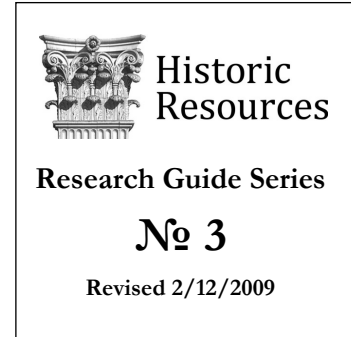 Historic
Resources
Research Guide Series
№ 3
Revised 2/12/2009